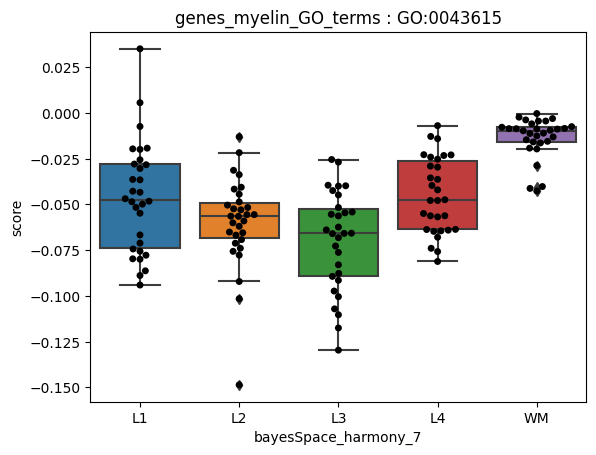 genes_myelin_GO_terms : GO:0043615
0.025
0.000
−0.025
−0.050
−0.075
−0.100
−0.125
−0.150
score
L1 L2 L3 L4 WM
bayesSpace_harmony_7